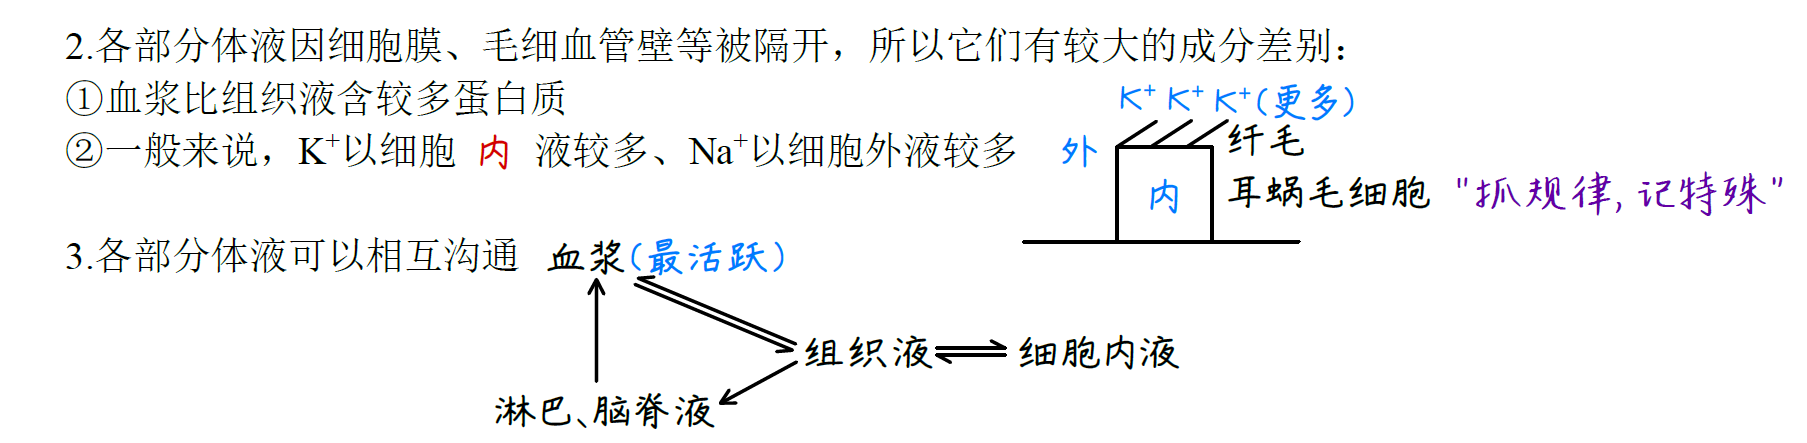 2.各部分体液因细胞膜、毛细血管壁等被隔开，所以它们有较大的成分差别：
①血浆比组织液含较多蛋白质
K⁺ K⁺ K⁺(更多)
②一般来说，K⁺以细胞 内 液较多、Na⁺以细胞外液较多 外 纤毛
内 耳蜗毛细胞 "抓规律,记特殊"
3.各部分体液可以相互沟通 血浆(最活跃)
组织液 细胞内液
淋巴、脑脊液